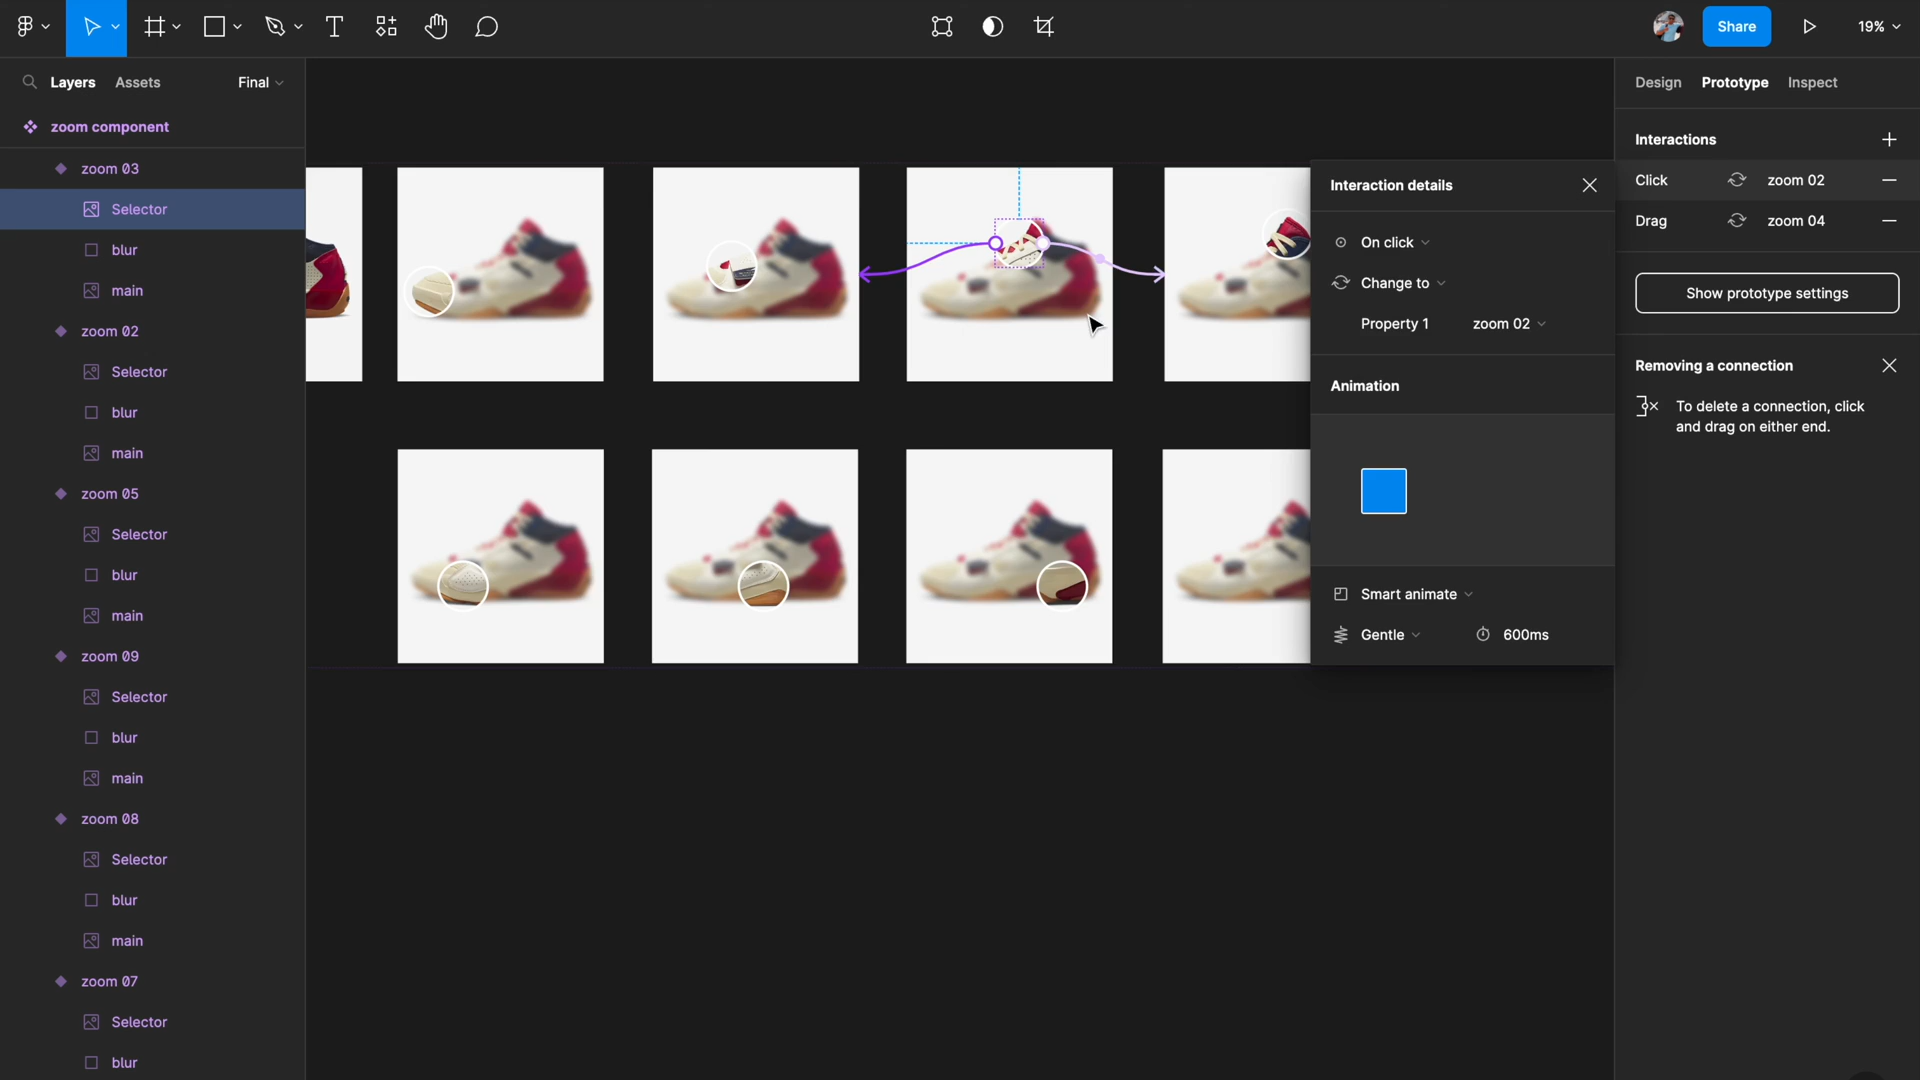 Share
19%
Layers
Assets
Final
zoom component
zoom 03
Selector
blur
main
zoom 02
Selector
blur
main
zoom 05
Selector
blur
main
zoom 09
Selector
blur
main
zoom 08
Selector
blur
main
zoom 07
Selector
blur
Interaction details
On click
Change to
Property 1
zoom 02
Animation
Smart animate
Gentle
600ms
Design
Prototype
Inspect
Interactions
Click
zoom 02
Drag
zoom 04
Show prototype settings
Removing a connection
To delete a connection, click
and drag on either end.